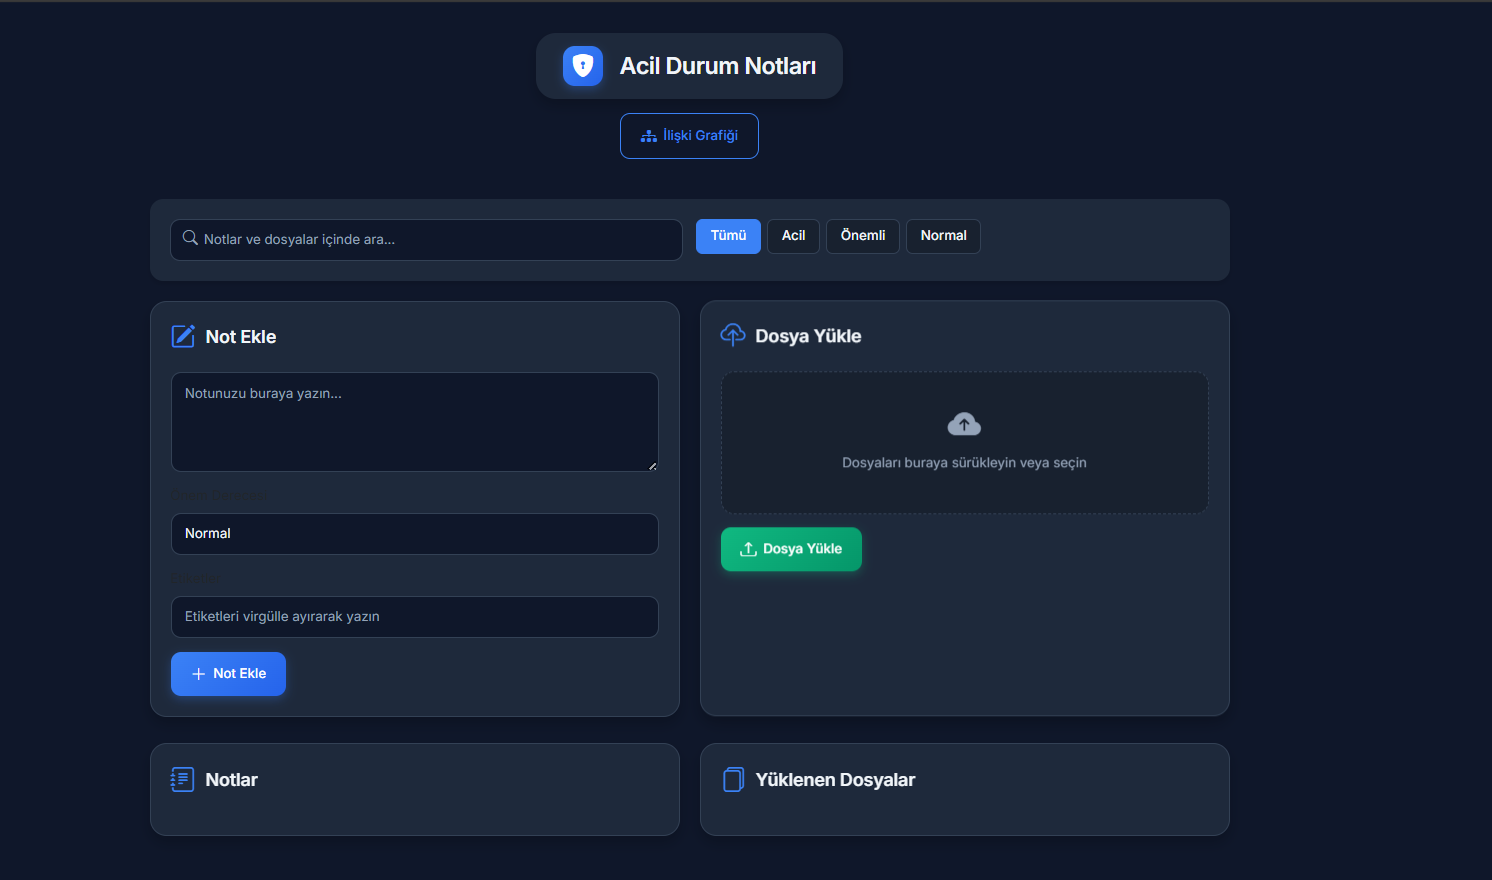 Acil Durum Notları
İlişki Grafiği
Notlar ve dosyalar içinde ara...
Tümü
Acil
Önemli
Normal
Not Ekle
Notunuzu buraya yazın...
Normal
Etiketleri virgülle ayırarak yazın
Not Ekle
Dosya Yükle
Dosyaları buraya sürükleyin veya seçin
Dosya Yükle
Notlar
Yüklenen Dosyalar